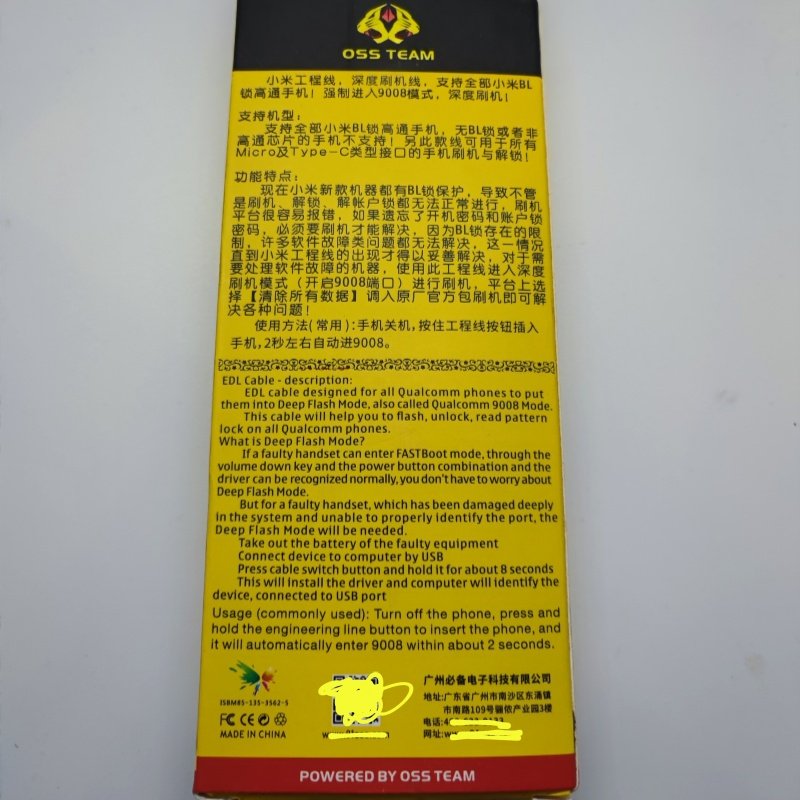 OSS TEAM
小米工程线，深度刷机线，支持全部小米BL
锁高通手机！强制进入9008模式，深度刷机！
支持机型：
支持全部小米BL锁高通手机，无BL锁或者非
高通芯片的手机不支持！另此款线可用于所有
Micro及Type-C类型接口的手机刷机与解锁！
功能特点：
现在小米新款机器都有BL锁保护，导致不管
是刷机、解锁、解帐户锁都无法正常进行，刷机
平台很容易报错，如果遗忘了开机密码和账户锁
密码，必须要刷机才能解决，因为BL锁存在的限
制，许多软件故障类问题都无法解决，这一情况
直到小米工程线的出现才得以妥善解决，对于需
要处理软件故障的机器，使用此工程线进入深度
刷机模式（开启9008端口）进行刷机，平台上选
择【清除所有数据】调入原厂官方包刷机即可解
决各种问题！
使用方法(常用)：手机关机，按住工程线按钮插入
手机，2秒左右自动进9008。
EDL Cable - description:
EDL cable designed for all Qualcomm phones to put
them into Deep Flash Mode, also called Qualcomm 9008 Mode.
This cable will help you to flash, unlock, read pattern
lock on all Qualcomm phones.
What is Deep Flash Mode?
If a faulty handset can enter FASTBoot mode, through the
volume down key and the power button combination and the
driver can be recognized normally, you don't have to worry about
Deep Flash Mode.
But for a faulty handset, which has been damaged deeply
in the system and unable to properly identify the port, the
Deep Flash Mode will be needed.
Take out the battery of the faulty equipment
Connect device to computer by USB
Press cable switch button and hold it for about 8 seconds
This will install the driver and computer will identify the
device, connected to USB port
Usage (commonly used): Turn off the phone, press and
hold the engineering line button to insert the phone, and
it will automatically enter 9008 within about 2 seconds.
ISBM85-135-3562-5
FC CE
MADE IN CHINA
广州必备电子科技有限公司
地址:广东省广州市南沙区东涌镇
市南路109号骊侬产业园3楼
电话:
网址:
POWERED BY OSS TEAM